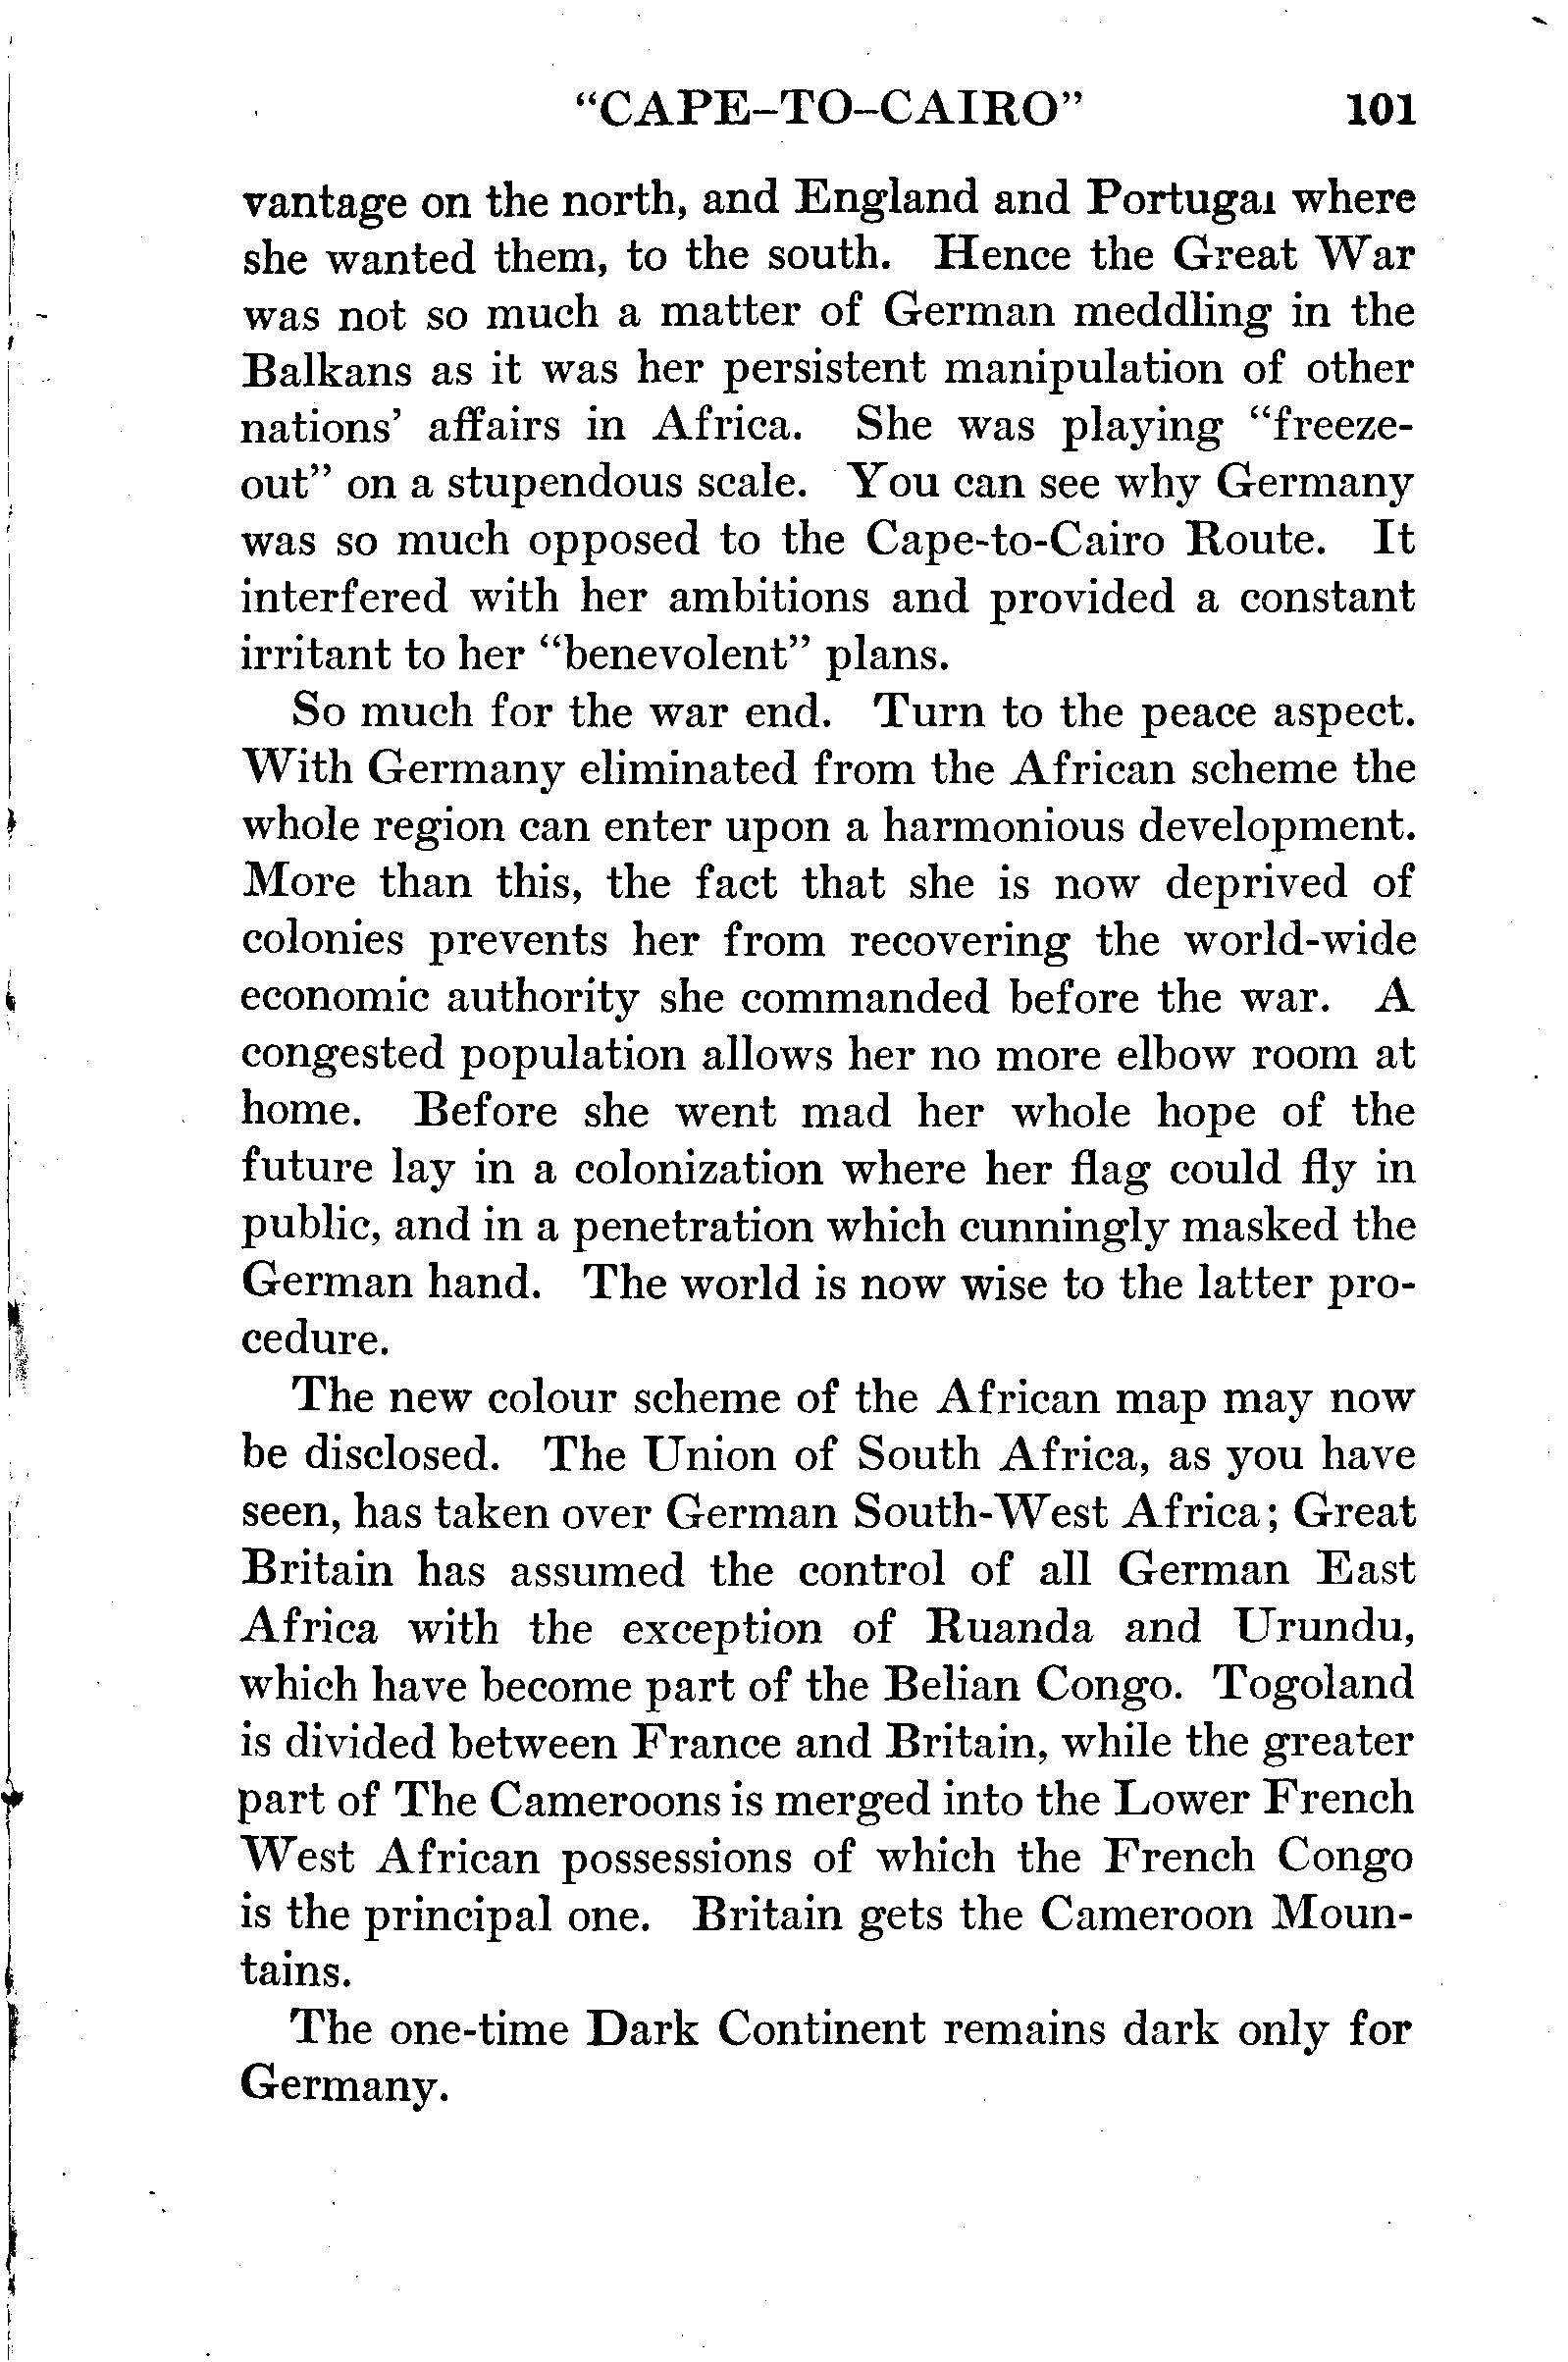 "CAPE-TO-CAIRO" 101
vantage on the north, and England and Portugal where
she wanted them, to the south. Hence the Great War
was not so much a matter of German meddling in the
Balkans as it was her persistent manipulation of other
nations' affairs in Africa. She was playing "freeze-
out" on a stupendous scale. You can see why Germany
was so much opposed to the Cape-to-Cairo Route. It
interfered with her ambitions and provided a constant
irritant to her "benevolent" plans.
So much for the war end. Turn to the peace aspect.
With Germany eliminated from the African scheme the
whole region can enter upon a harmonious development.
More than this, the fact that she is now deprived of
colonies prevents her from recovering the world-wide
economic authority she commanded before the war. A
congested population allows her no more elbow room at
home. Before she went mad her whole hope of the
future lay in a colonization where her flag could fly in
public, and in a penetration which cunningly masked the
German hand. The world is now wise to the latter pro-
cedure.
The new colour scheme of the African map may now
be disclosed. The Union of South Africa, as you have
seen, has taken over German South-West Africa; Great
Britain has assumed the control of all German East
Africa with the exception of Ruanda and Urundu,
which have become part of the Belian Congo. Togoland
is divided between France and Britain, while the greater
part of The Cameroons is merged into the Lower French
West African possessions of which the French Congo
is the principal one. Britain gets the Cameroon Moun-
tains.
The one-time Dark Continent remains dark only for
Germany.